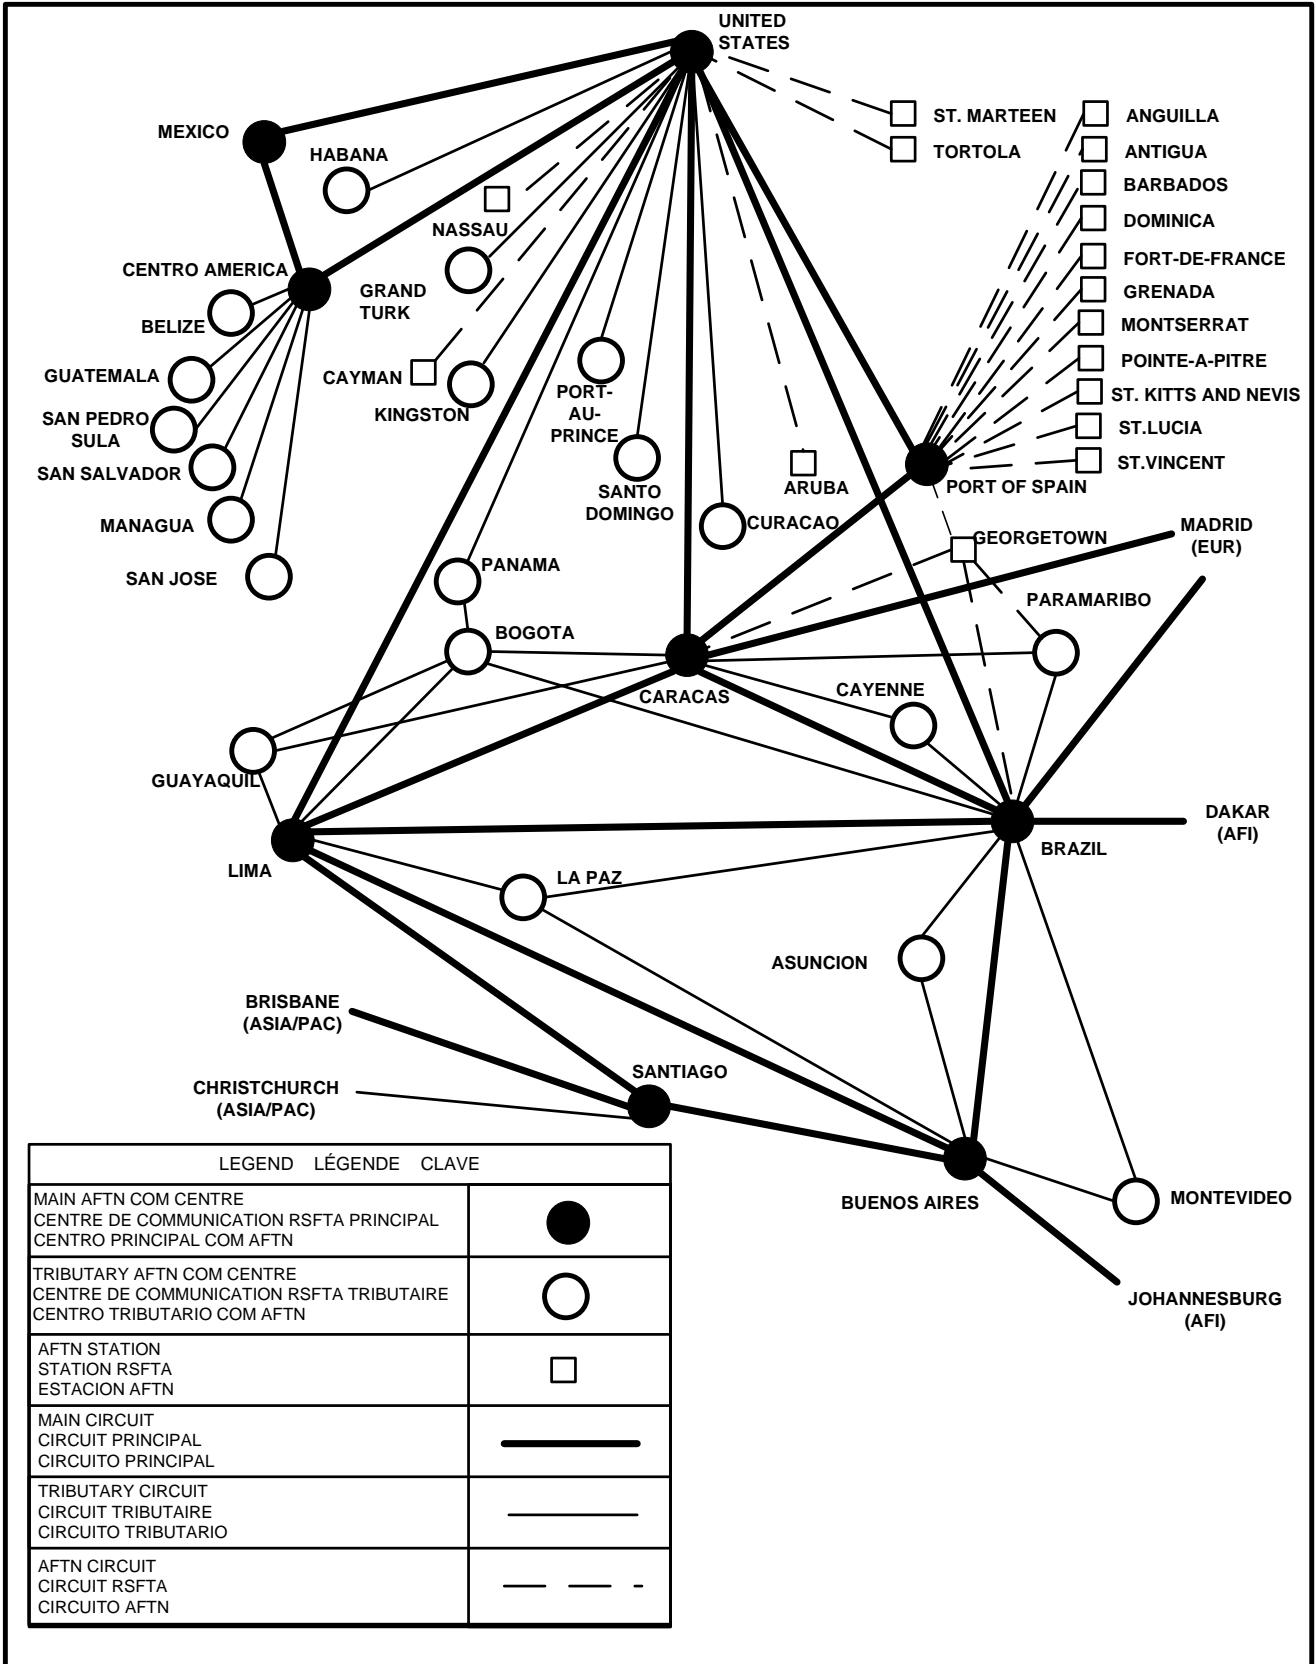 UNITED
STATES
MEXICO
HABANA
ST. MARTEEN
TORTOLA
ANGUILLA
ANTIGUA
BARBADOS
DOMINICA
FORT-DE-FRANCE
GRENADA
MONTSERRAT
POINTE-A-PITRE
ST. KITTS AND NEVIS
ST.LUCIA
ST.VINCENT
NASSAU
CENTRO AMERICA
GRAND
TURK
BELIZE
GUATEMALA
CAYMAN
KINGSTON
PORT-
AU-
PRINCE
SAN PEDRO
SULA
SAN SALVADOR
SANTO
DOMINGO
ARUBA
PORT OF SPAIN
MANAGUA
CURACAO
GEORGETOWN
MADRID
(EUR)
SAN JOSE
PANAMA
PARAMARIBO
BOGOTA
CARACAS
CAYENNE
GUAYAQUIL
LIMA
BRAZIL
DAKAR
(AFI)
LA PAZ
ASUNCION
BRISBANE
(ASIA/PAC)
SANTIAGO
CHRISTCHURCH
(ASIA/PAC)
BUENOS AIRES
MONTEVIDEO
JOHANNESBURG
(AFI)
LEGEND LÉGENDE CLAVE
MAIN AFTN COM CENTRE
CENTRE DE COMMUNICATION RSFTA PRINCIPAL
CENTRO PRINCIPAL COM AFTN
TRIBUTARY AFTN COM CENTRE
CENTRE DE COMMUNICATION RSFTA TRIBUTAIRE
CENTRO TRIBUTARIO COM AFTN
AFTN STATION
STATION RSFTA
ESTACION AFTN
MAIN CIRCUIT
CIRCUIT PRINCIPAL
CIRCUITO PRINCIPAL
TRIBUTARY CIRCUIT
CIRCUIT TRIBUTAIRE
CIRCUITO TRIBUTARIO
AFTN CIRCUIT
CIRCUIT RSFTA
CIRCUITO AFTN